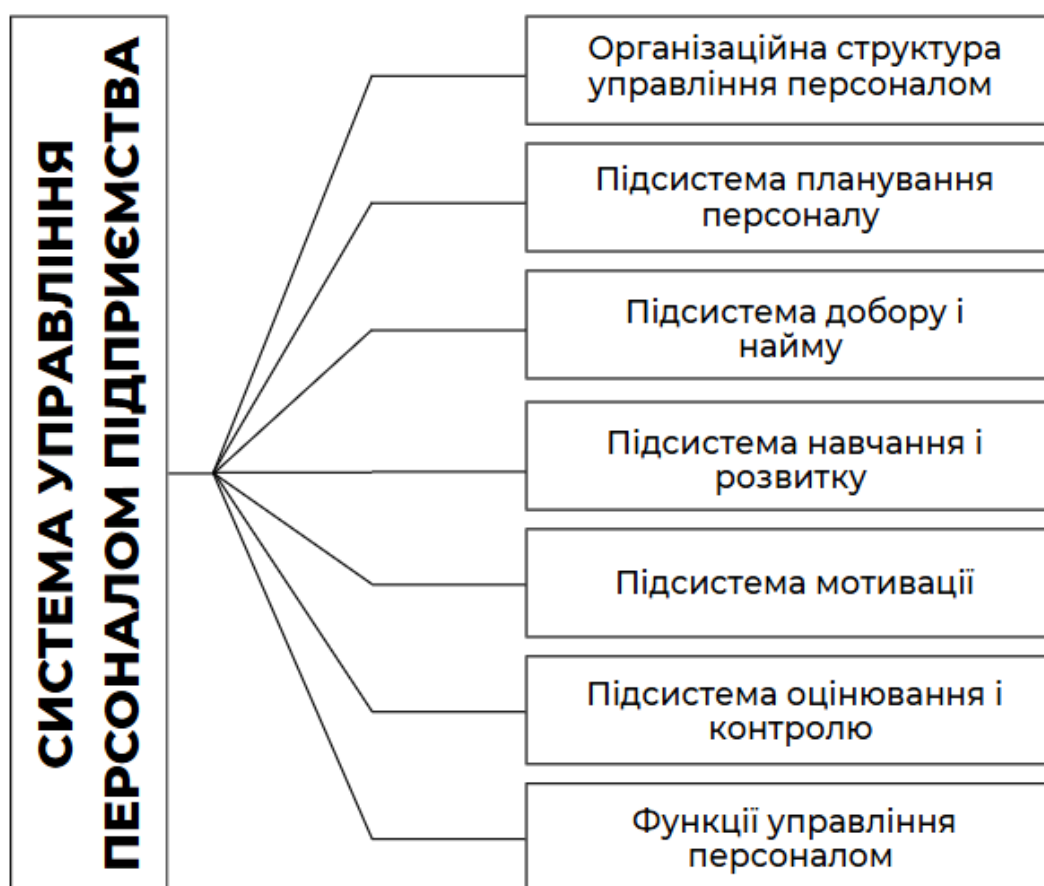 СИСТЕМА УПРАВЛІННЯ
ПЕРСОНАЛОМ ПІДПРИЄМСТВА
Організаційна структура
управління персоналом
Підсистема планування
персоналу
Підсистема добору і
найму
Підсистема навчання і
розвитку
Підсистема мотивації
Підсистема оцінювання і
контролю
Функції управління
персоналом